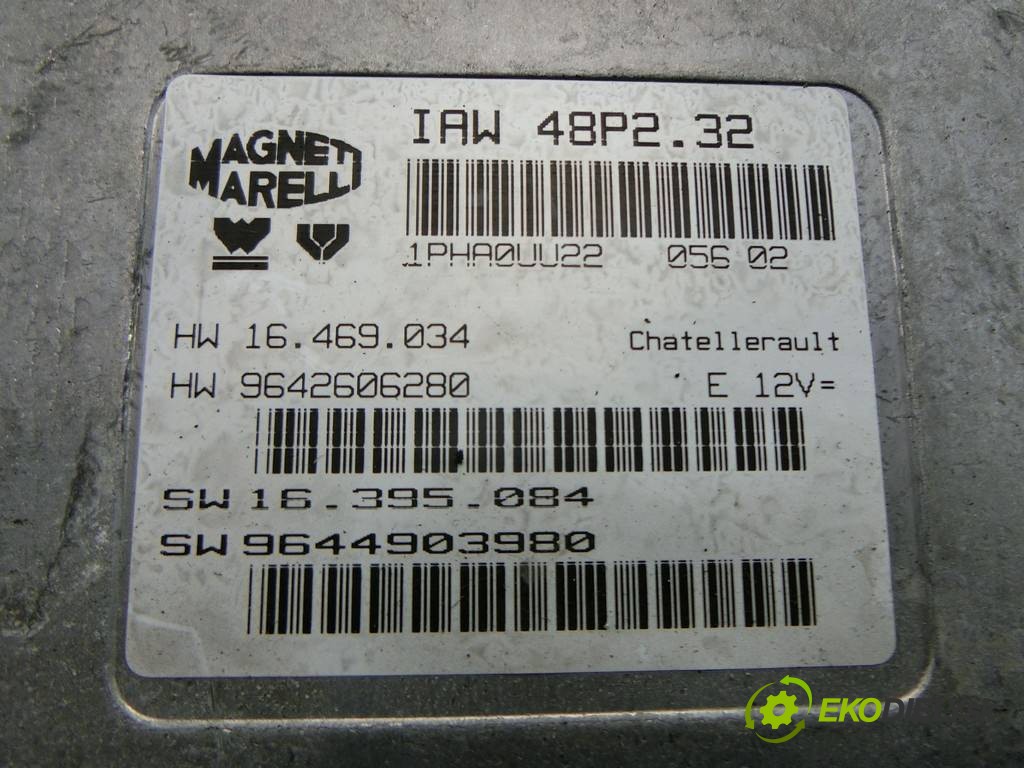 MAGNETI
MARELLI
IAW 48P2.32
1PHA0UU22 056 02
HW 16.469.034 Chatellerault
HW 9642606280 E 12V=
SW 16.395.084
SW 9644903980